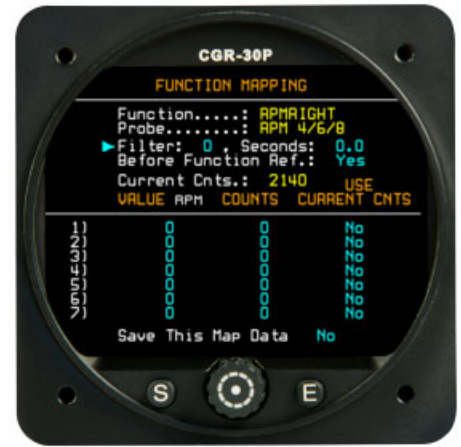 CGR-30P
FUNCTION MAPPING
Function.....: RPMRIGHT
Probe........: RPM 4/6/8
Filter: 0 , Seconds: 0.0
Before Function Ref.: Yes
Current Cnts.: 2140
USE
VALUE RPM COUNTS CURRENT CNTS
1) 0 0 No
2) 0 0 No
3) 0 0 No
4) 0 0 No
5) 0 0 No
6) 0 0 No
7) 0 0 No
Save This Map Data No
S E